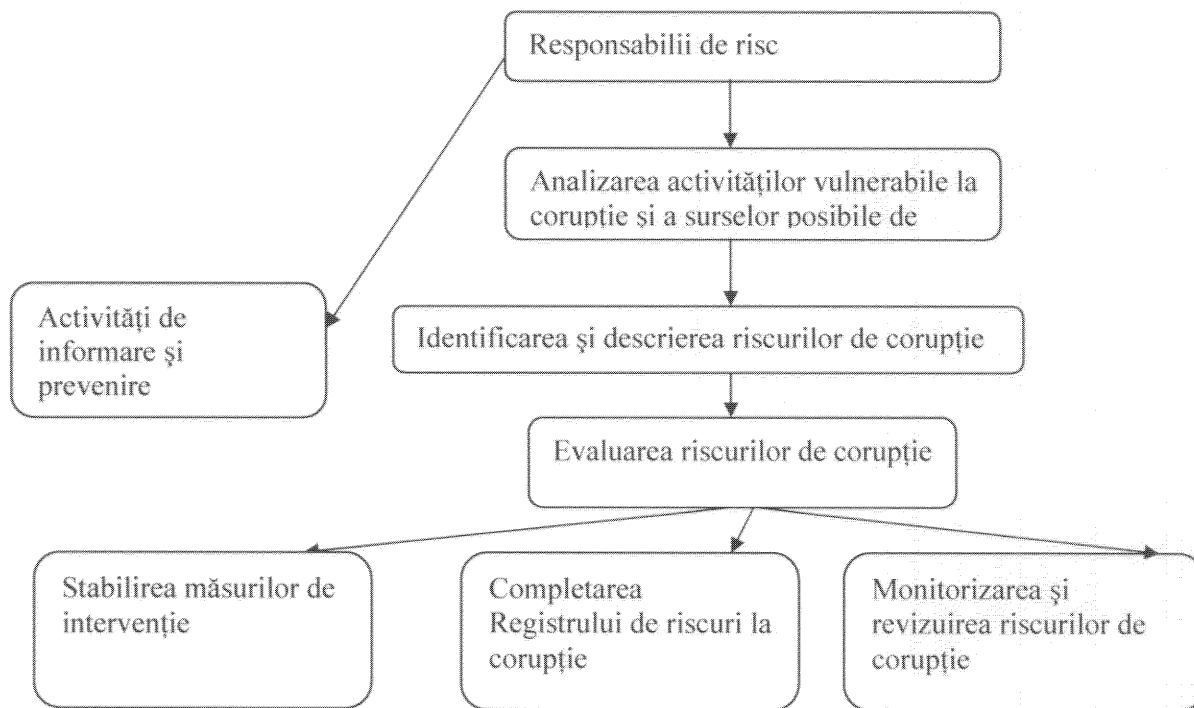 Responsabilii de risc
Analizarea activităților vulnerabile la
corupție și a surselor posibile de
Activități de
informare și
prevenire
Identificarea și descrierea riscurilor de corupție
Evaluarea riscurilor de corupție
Stabilirea măsurilor de
intervenție
Completarea
Registrului de riscuri la
corupție
Monitorizarea și
revizuirea riscurilor de
corupție